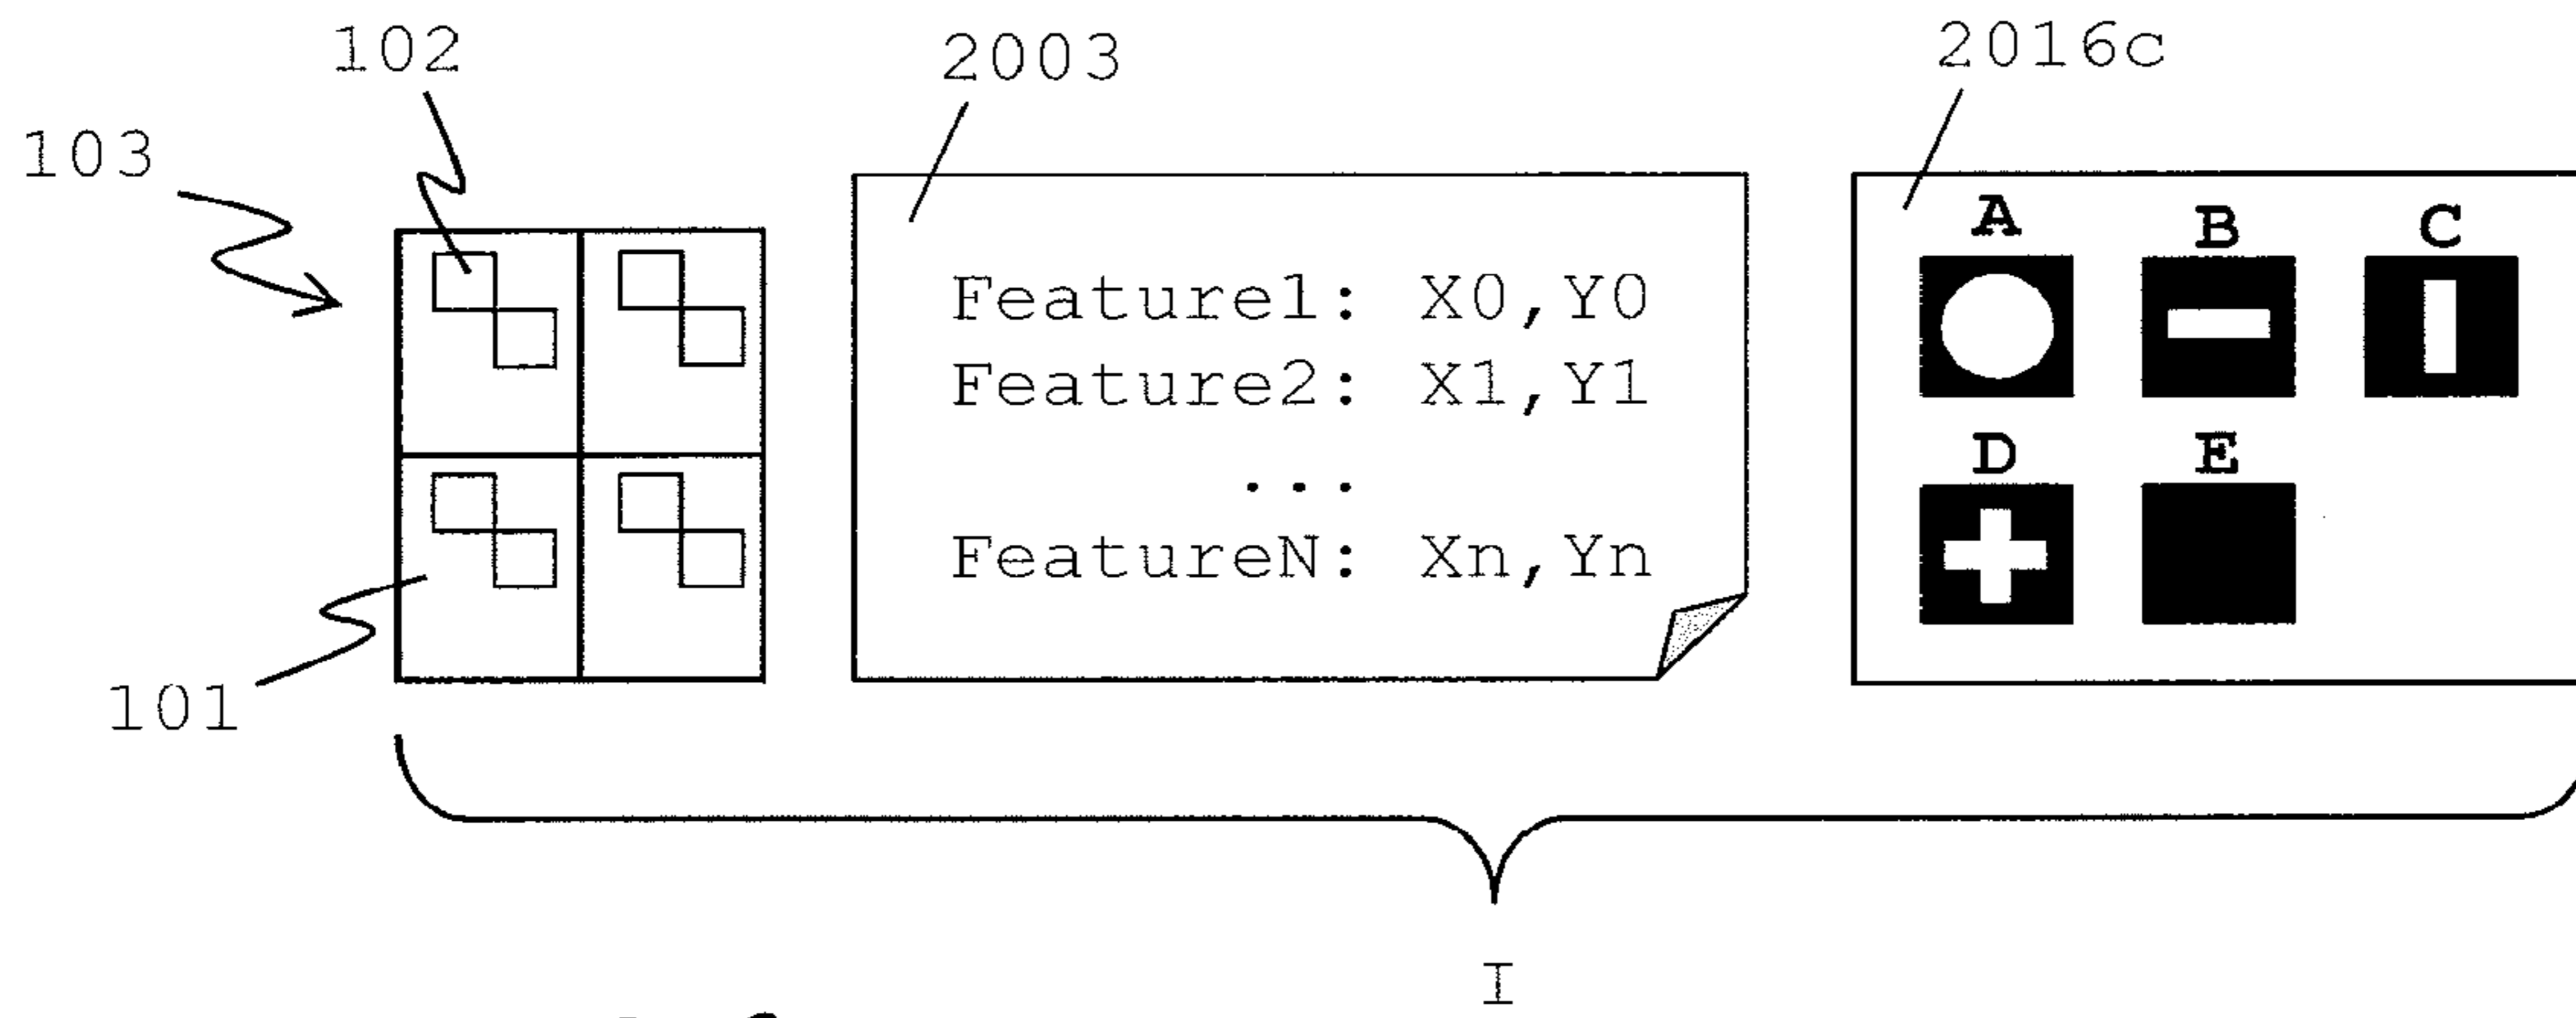 102
2003
2016c
103
A B C
Feature1: X0,Y0
Feature2: X1,Y1
D E
...
FeatureN: Xn,Yn
101
I